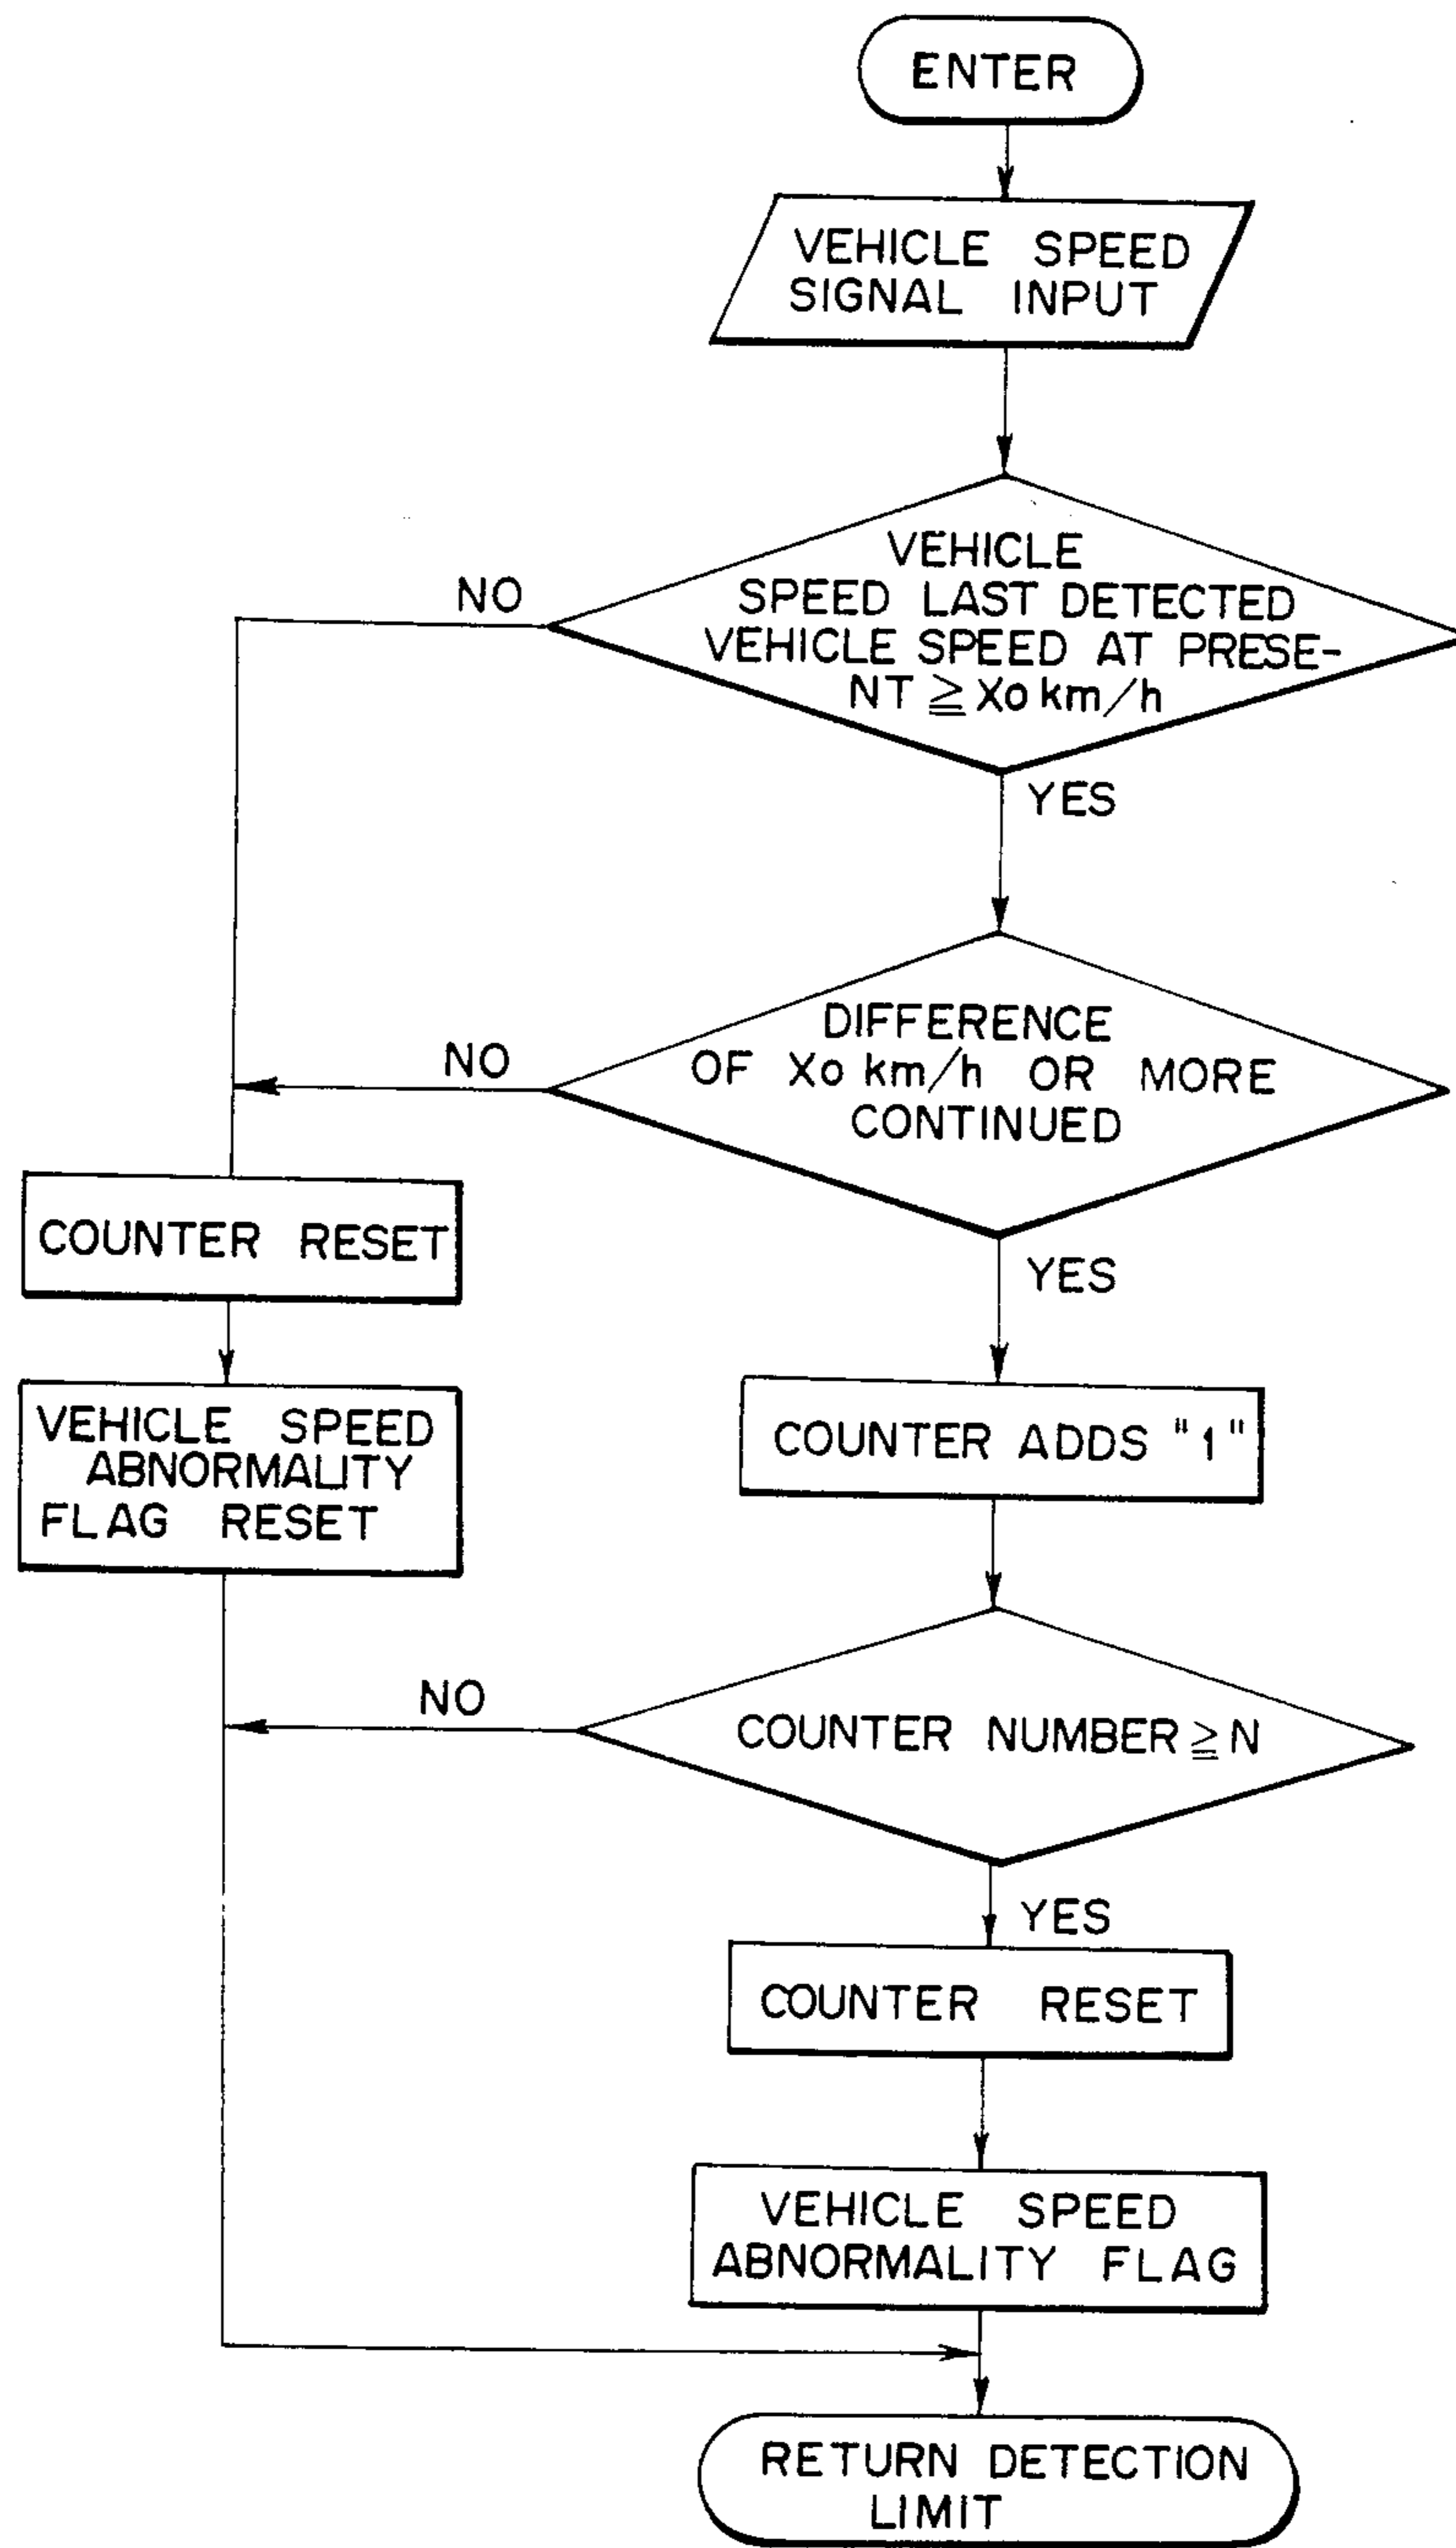 ENTER
VEHICLE SPEED
SIGNAL INPUT
VEHICLE
SPEED LAST DETECTED
VEHICLE SPEED AT PRESE-
NT ≧ Xo km/h
NO
YES
DIFFERENCE
OF Xo km/h OR MORE
CONTINUED
NO
YES
COUNTER RESET
VEHICLE SPEED
ABNORMALITY
FLAG RESET
COUNTER ADDS "1"
COUNTER NUMBER ≧ N
NO
YES
COUNTER RESET
VEHICLE SPEED
ABNORMALITY FLAG
RETURN DETECTION
LIMIT